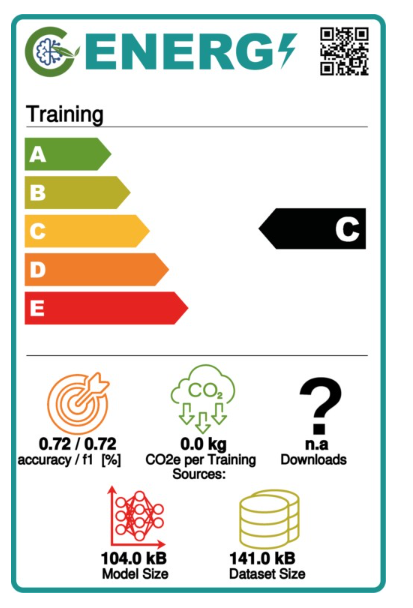 ENERG
Training
A
B
C
C
D
E
CO2
?
0.72 / 0.72
accuracy / f1 [%]
0.0 kg
CO2e per Training
Sources:
n.a
Downloads
104.0 kB
Model Size
141.0 kB
Dataset Size